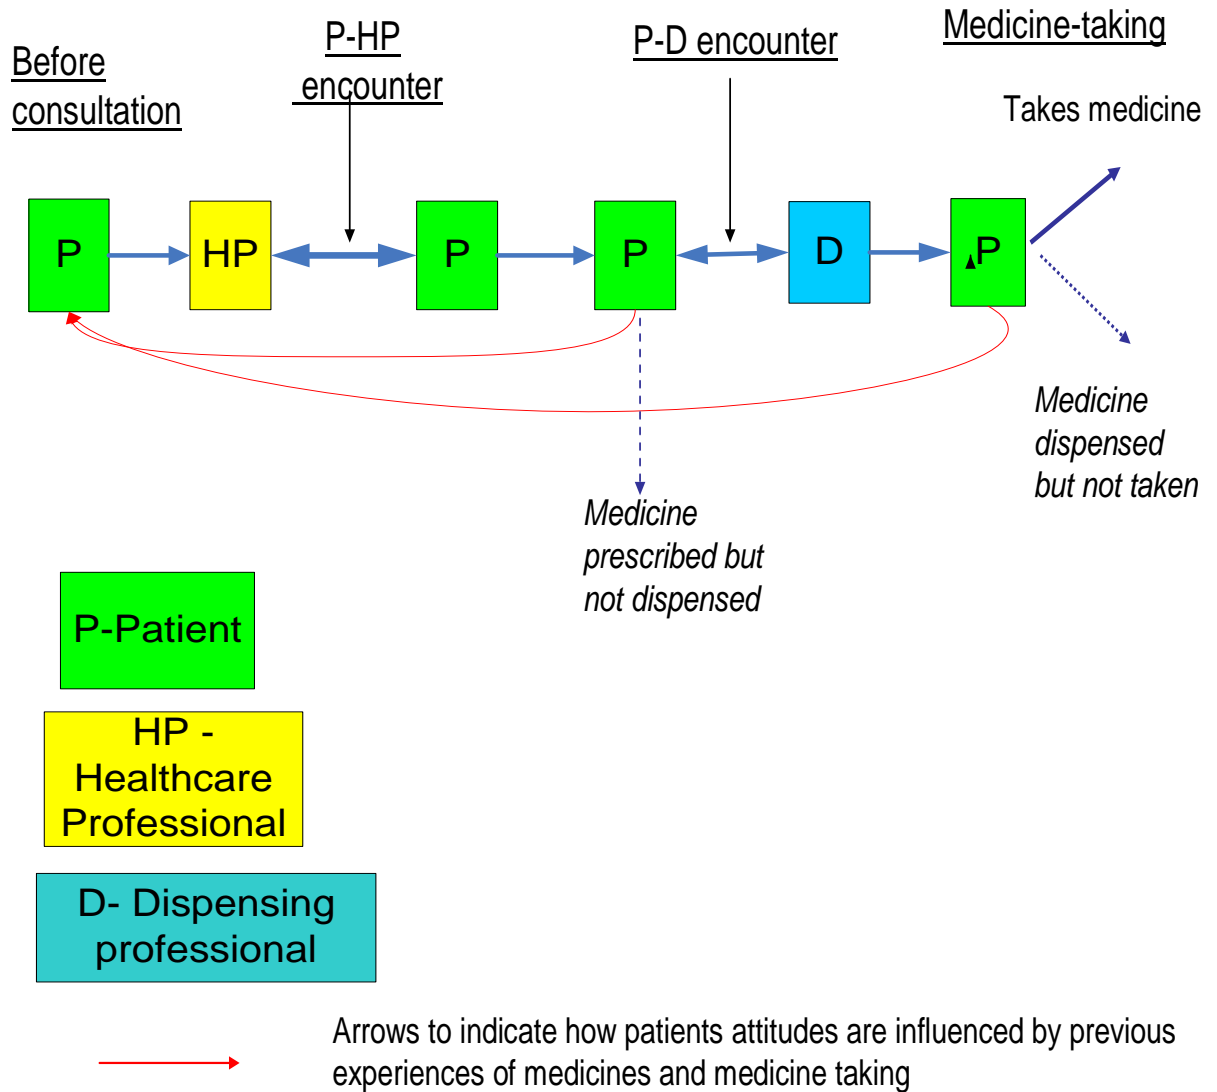 Before
consultation
P-HP
encounter
P-D encounter
Medicine-taking
Takes medicine
P
HP
P
P
D
P
Medicine
dispensed
but not taken
Medicine
prescribed but
not dispensed
P-Patient
HP -
Healthcare
Professional
D- Dispensing
professional
Arrows to indicate how patients attitudes are influenced by previous
experiences of medicines and medicine taking